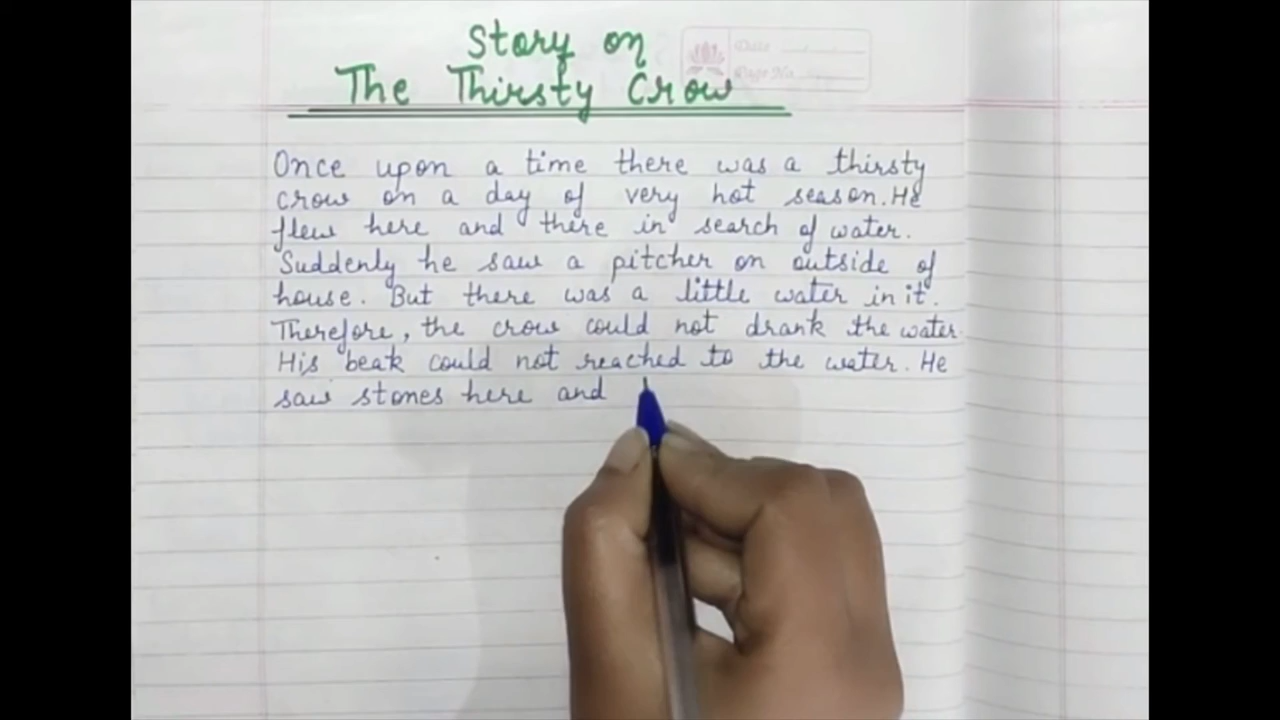 Story on
The Thirsty Crow
Date
Page No.
Once upon a time there was a thirsty
crow on a day of very hot season. He
flew here and there in search of water.
Suddenly he saw a pitcher on outside of
house. But there was a little water in it.
Therefore, the crow could not drank the water.
His beak could not reached to the water. He
saw stones here and